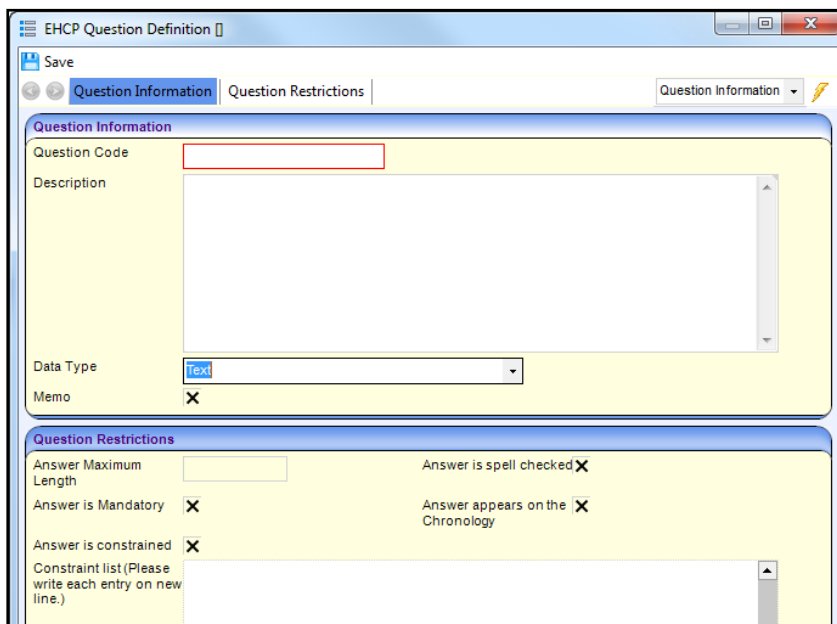 EHCP Question Definition []
Save
Question Information Question Restrictions Question Information
Question Information
Question Code
Description
Data Type Text
Memo
Question Restrictions
Answer Maximum Answer is spell checked
Length
Answer is Mandatory Answer appears on the
Chronology
Answer is constrained
Constraint list (Please
write each entry on new
line.)